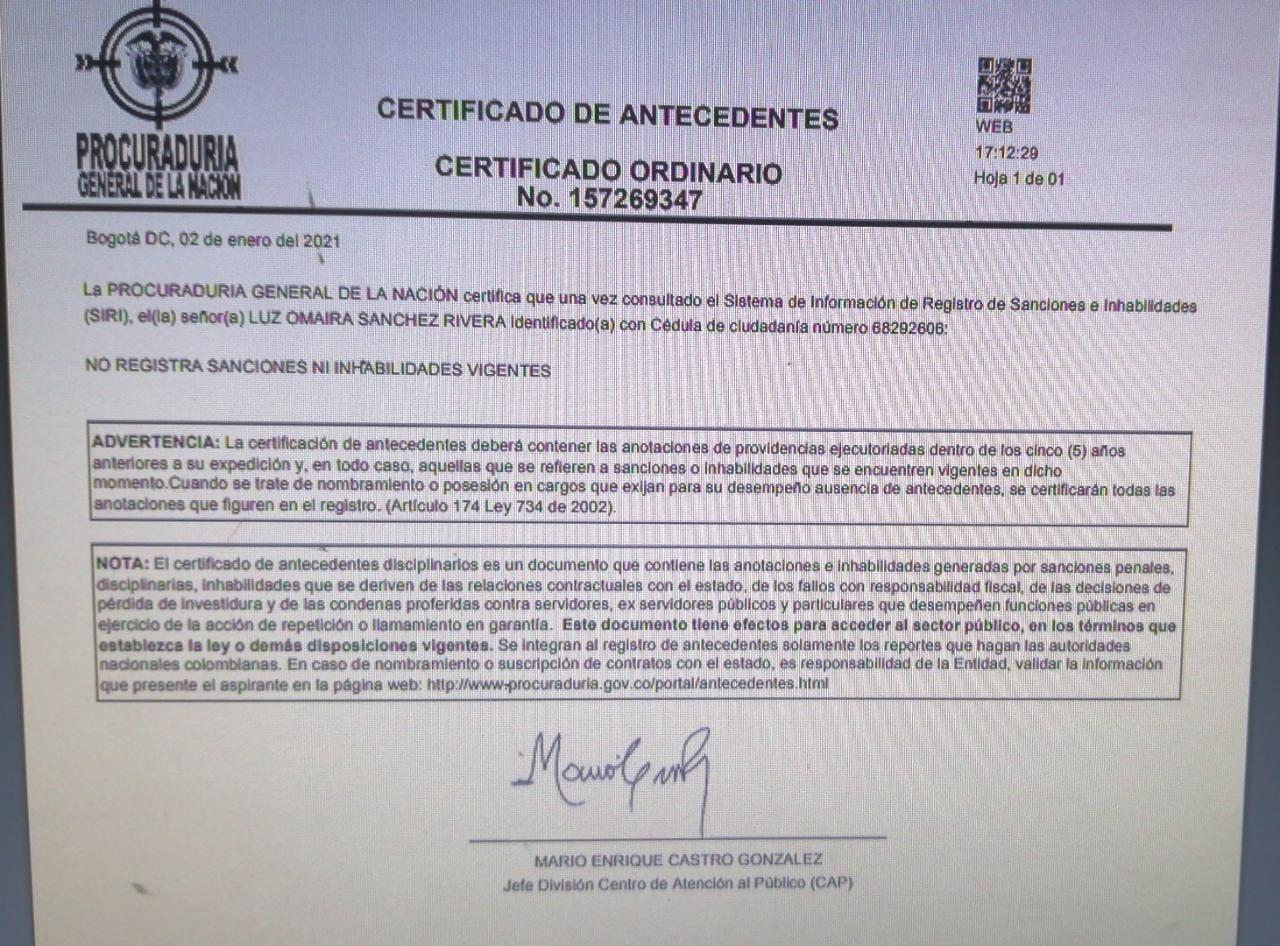 PROCURADURIA
GENERAL DE LA NACION
CERTIFICADO DE ANTECEDENTES
CERTIFICADO ORDINARIO
No. 157269347
WEB
17:12:29
Hoja 1 de 01
Bogotá DC, 02 de enero del 2021
La PROCURADURIA GENERAL DE LA NACIÓN certifica que una vez consultado el Sistema de Información de Registro de Sanciones e Inhabilidades
(SIRI), el(la) señor(a) LUZ OMAIRA SANCHEZ RIVERA identificado(a) con Cédula de ciudadanía número 68292606:
NO REGISTRA SANCIONES NI INHABILIDADES VIGENTES
ADVERTENCIA: La certificación de antecedentes deberá contener las anotaciones de providencias ejecutoriadas dentro de los cinco (5) años
anteriores a su expedición y, en todo caso, aquellas que se refieren a sanciones o inhabilidades que se encuentren vigentes en dicho
momento.Cuando se trate de nombramiento o posesión en cargos que exijan para su desempeño ausencia de antecedentes, se certificarán todas las
anotaciones que figuren en el registro. (Artículo 174 Ley 734 de 2002).
NOTA: El certificado de antecedentes disciplinarios es un documento que contiene las anotaciones e inhabilidades generadas por sanciones penales,
disciplinarias, inhabilidades que se deriven de las relaciones contractuales con el estado, de los fallos con responsabilidad fiscal, de las decisiones de
pérdida de investidura y de las condenas proferidas contra servidores, ex servidores públicos y particulares que desempeñen funciones públicas en
ejercicio de la acción de repetición o llamamiento en garantía. Este documento tiene efectos para acceder al sector público, en los términos que
establezca la ley o demás disposiciones vigentes. Se integran al registro de antecedentes solamente los reportes que hagan las autoridades
nacionales colombianas. En caso de nombramiento o suscripción de contratos con el estado, es responsabilidad de la Entidad, validar la información
que presente el aspirante en la página web: http://www-procuraduria.gov.co/portal/antecedentes.html
MARIO ENRIQUE CASTRO GONZALEZ
Jefe División Centro de Atención al Público (CAP)